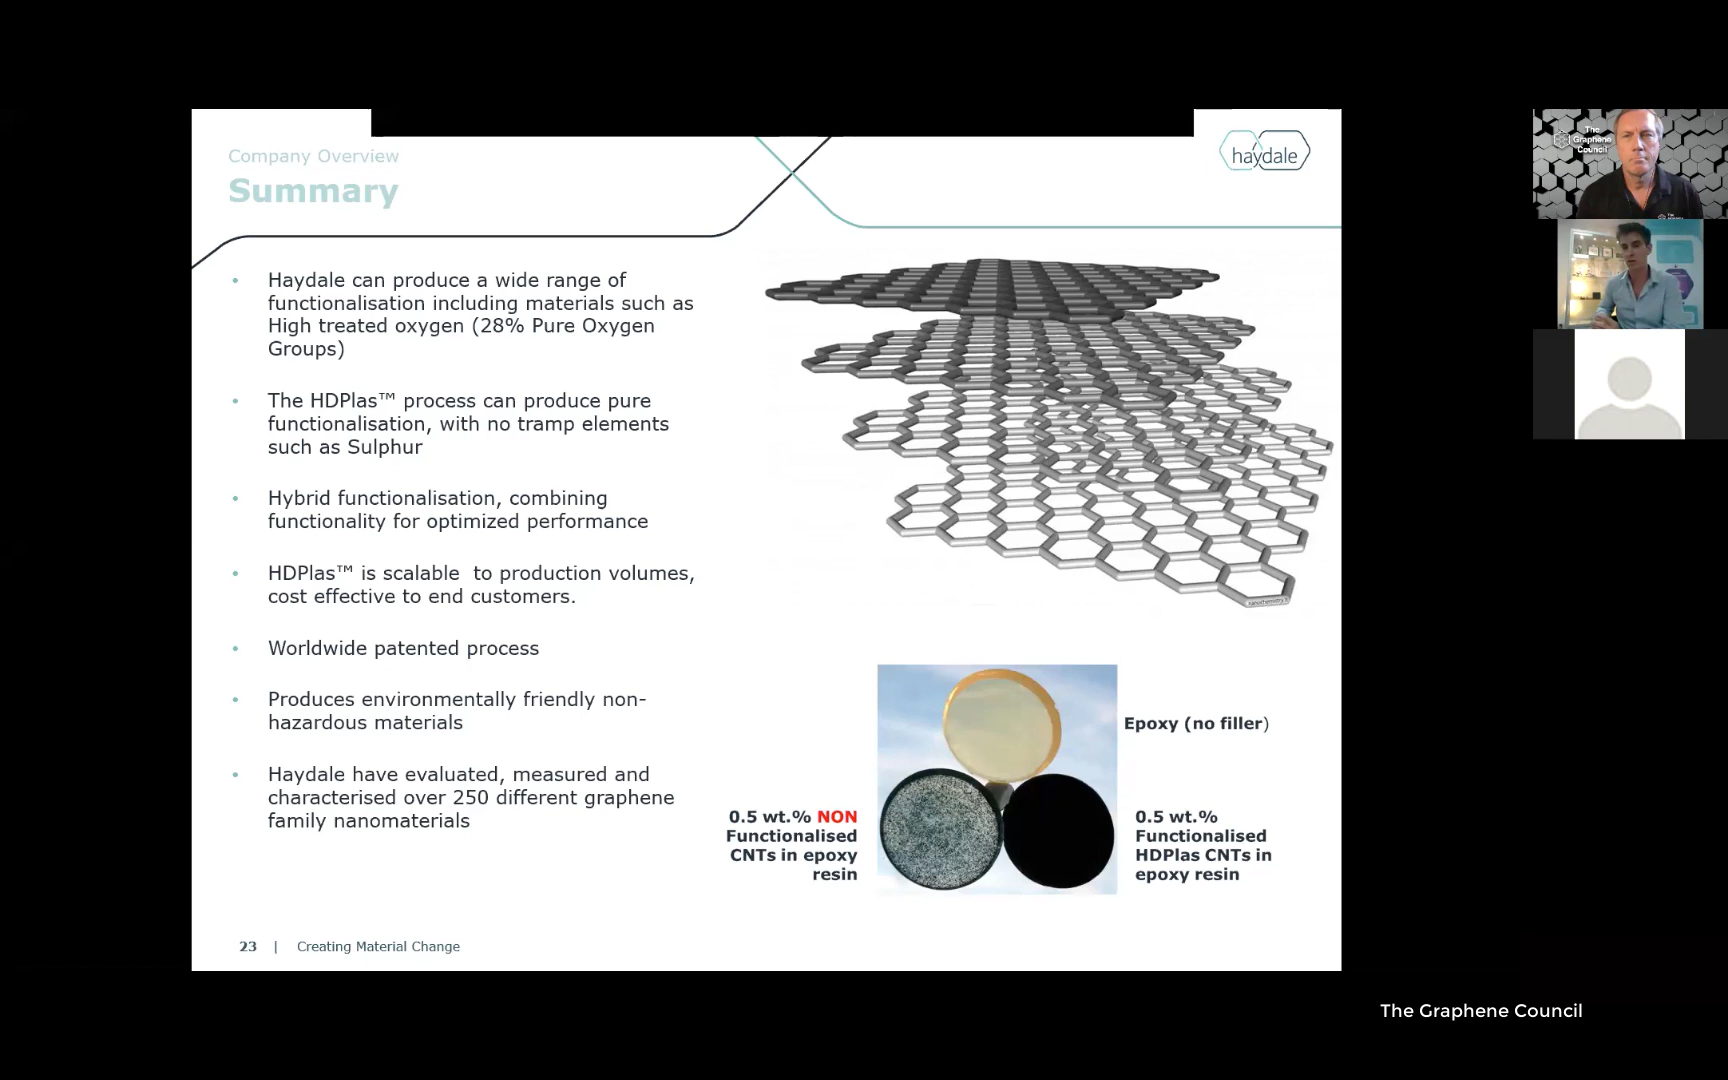 Company Overview
Summary
haydale
• Haydale can produce a wide range of
functionalisation including materials such as
High treated oxygen (28% Pure Oxygen
Groups)
• The HDPlas™ process can produce pure
functionalisation, with no tramp elements
such as Sulphur
• Hybrid functionalisation, combining
functionality for optimized performance
• HDPlas™ is scalable  to production volumes,
cost effective to end customers.
• Worldwide patented process
• Produces environmentally friendly non-
hazardous materials
• Haydale have evaluated, measured and
characterised over 250 different graphene
family nanomaterials
Epoxy (no filler)
0.5 wt.% NON
Functionalised
CNTs in epoxy
resin
0.5 wt.%
Functionalised
HDPlas CNTs in
epoxy resin
23 | Creating Material Change
The
Graphene
Council
The Graphene Council